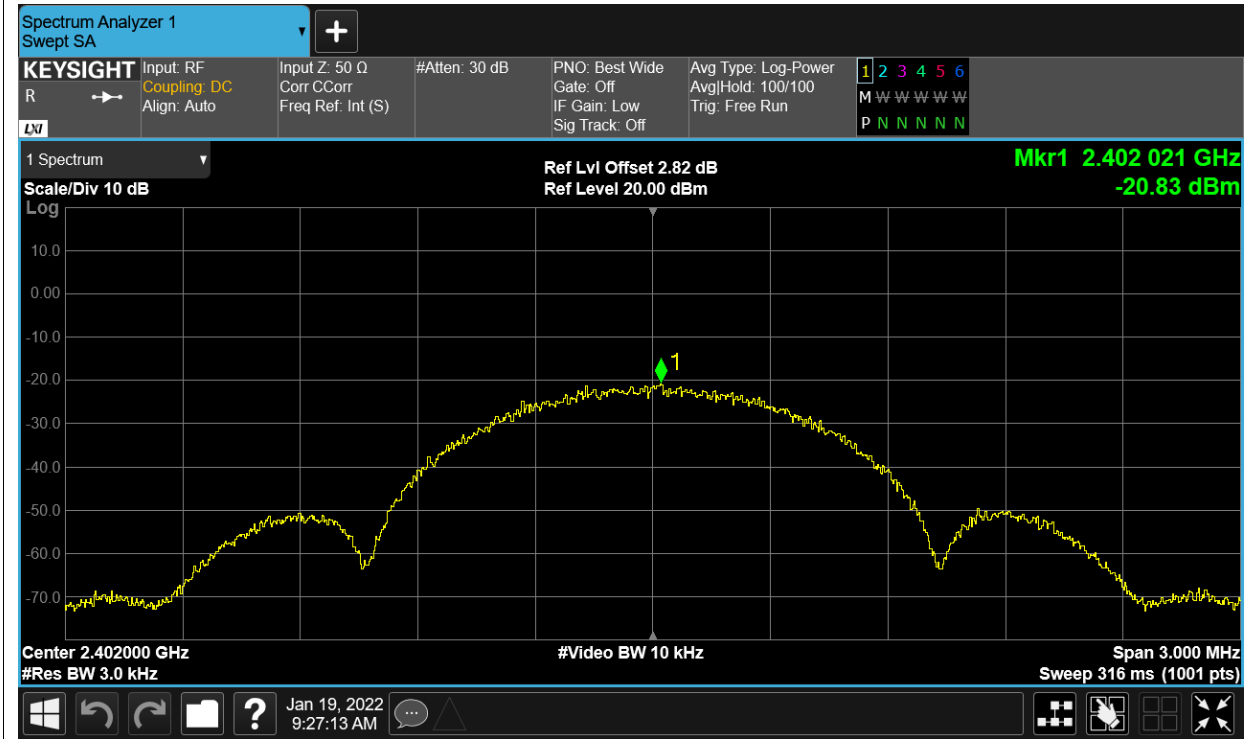 Spectrum Analyzer 1
Swept SA
KEYSIGHT
R
LXI
Input: RF
Coupling: DC
Align: Auto
Input Z: 50 Ω
Corr CCorr
Freq Ref: Int (S)
#Atten: 30 dB
PNO: Best Wide
Gate: Off
IF Gain: Low
Sig Track: Off
Avg Type: Log-Power
Avg|Hold: 100/100
Trig: Free Run
1 2 3 4 5 6
M W W W W W W
P N N N N N N
1 Spectrum
Scale/Div 10 dB
Log
Ref Lvl Offset 2.82 dB
Ref Level 20.00 dBm
Mkr1 2.402 021 GHz
-20.83 dBm
10.0
0.00
-10.0
1
-20.0
-30.0
-40.0
-50.0
-60.0
-70.0
Center 2.402000 GHz
#Video BW 10 kHz
Span 3.000 MHz
#Res BW 3.0 kHz
Sweep 316 ms (1001 pts)
?
Jan 19, 2022
9:27:13 AM